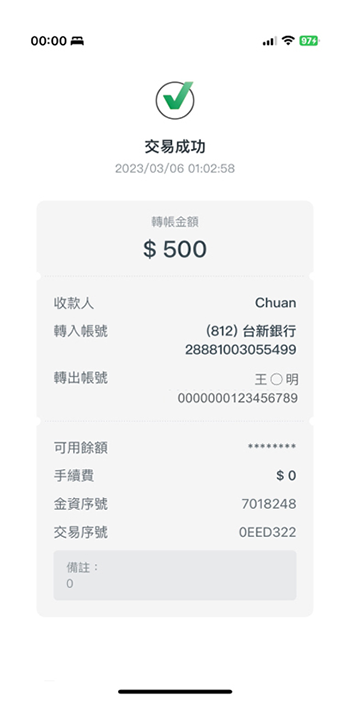 00:00
97
交易成功
2023/03/06 01:02:58
轉帳金額
$ 500
收款人 Chuan
轉入帳號 (812) 台新銀行
28881003055499
轉出帳號 王〇明
0000000123456789
可用餘額 ********
手續費 $ 0
金資序號 7018248
交易序號 0EED322
備註：
0